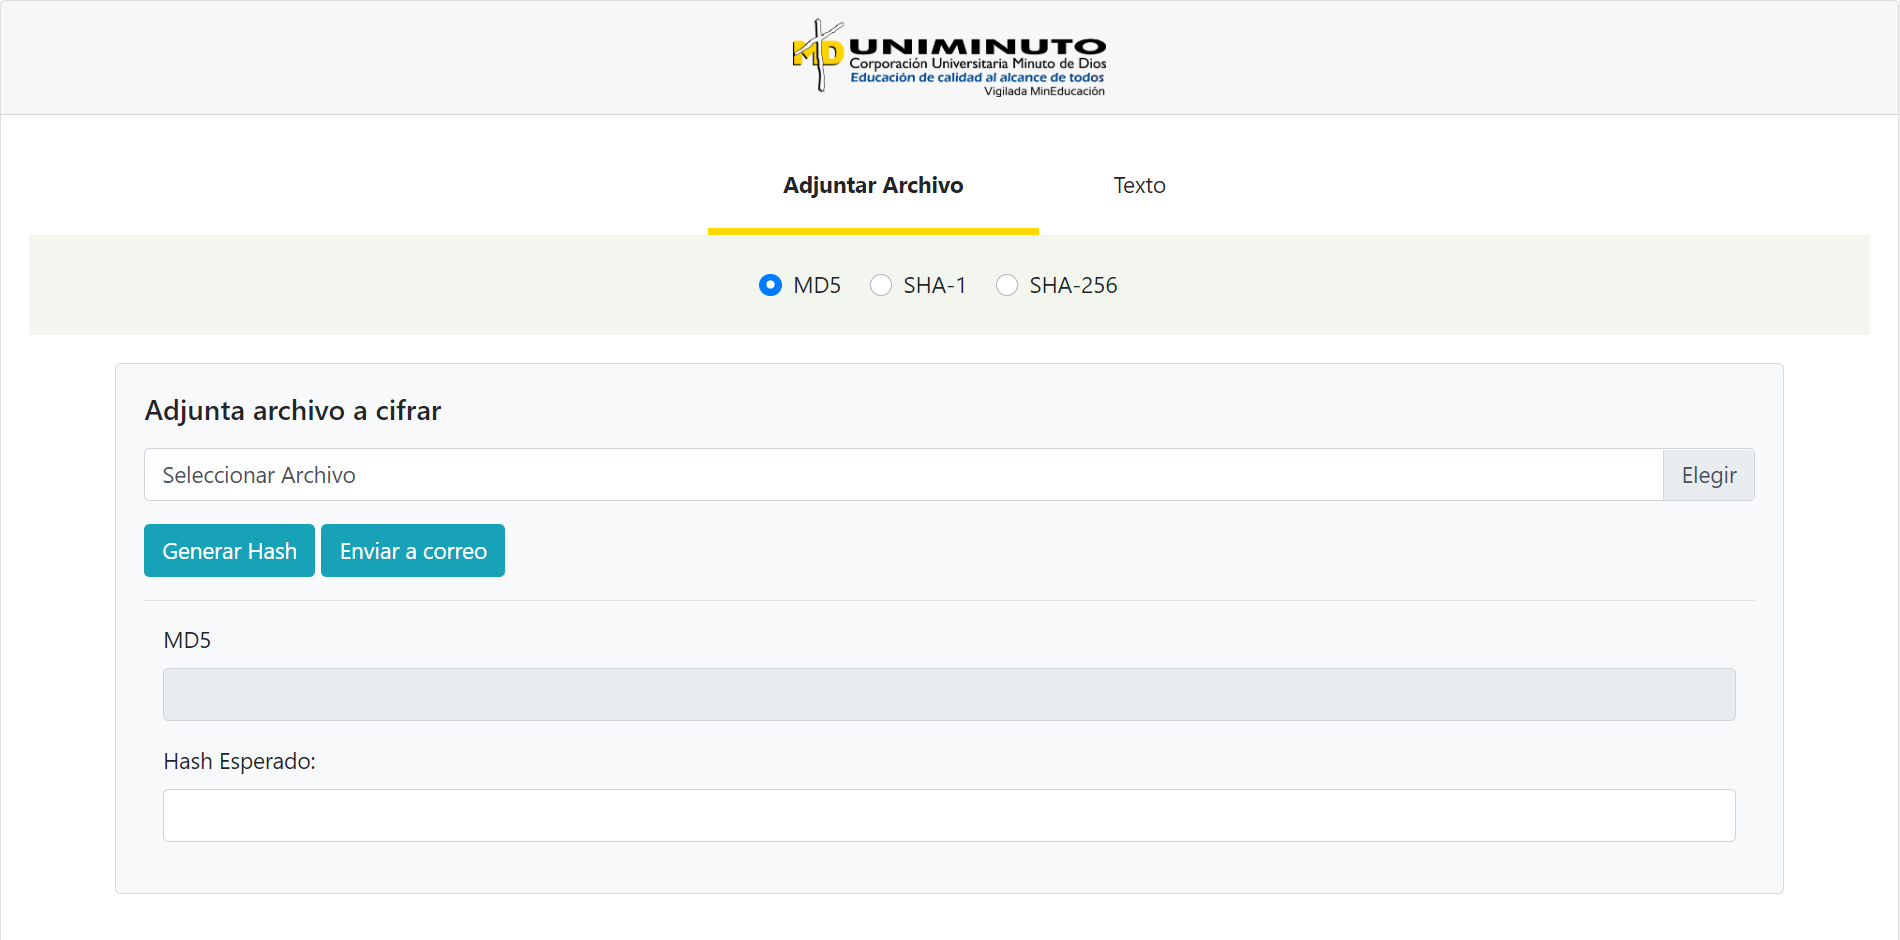 MD UNIMINUTO
Corporación Universitaria Minuto de Dios
Educación de calidad al alcance de todos
Vigilada MinEducación
Adjuntar Archivo Texto
MD5 SHA-1 SHA-256
Adjunta archivo a cifrar
Seleccionar Archivo Elegir
Generar Hash Enviar a correo
MD5
Hash Esperado: